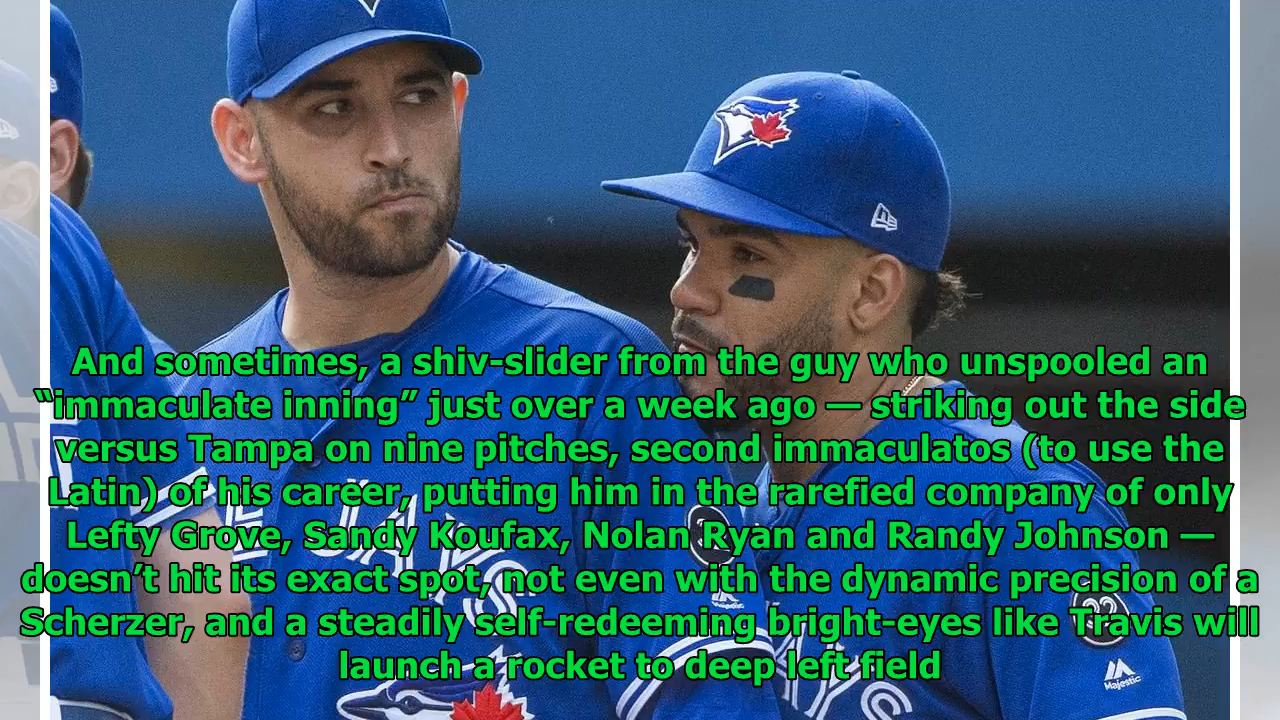 And sometimes, a shiv-slider from the guy who unspooled an
“immaculate inning” just over a week ago — striking out the side
versus Tampa on nine pitches, second immaculatos (to use the
Latin) of his career, putting him in the rarefied company of only
Lefty Grove, Sandy Koufax, Nolan Ryan and Randy Johnson —
doesn’t hit its exact spot, not even with the dynamic precision of a
Scherzer, and a steadily self-redeeming bright-eyes like Travis will
launch a rocket to deep left field
JAYS
JAYS
32
Majestic